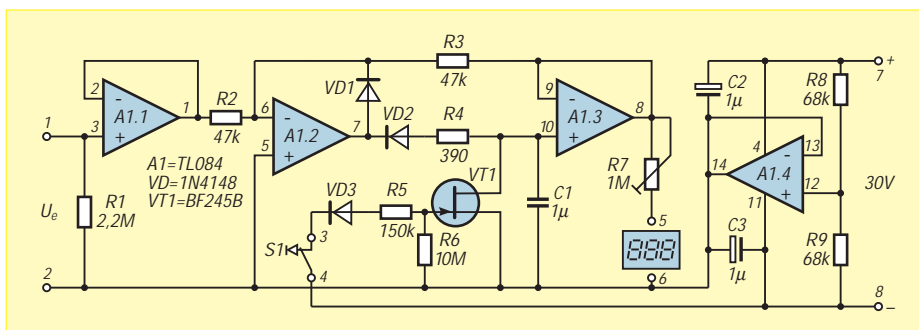 1
2
U_e
R1
2,2M
2
3
-
+
A1.1
1
A1=TL084
VD=1N4148
VT1=BF245B
R2
47k
6
5
-
+
A1.2
7
VD1
VD2
R3
47k
R4
390
VT1
VD3
R5
150k
R6
10M
S1
3
4
C1
1µ
9
10
-
+
A1.3
8
R7
1M
5
888
6
C2
1µ
14
4
11
-
+
A1.4
13
12
C3
1µ
R8
68k
R9
68k
+
7
30V
8
–